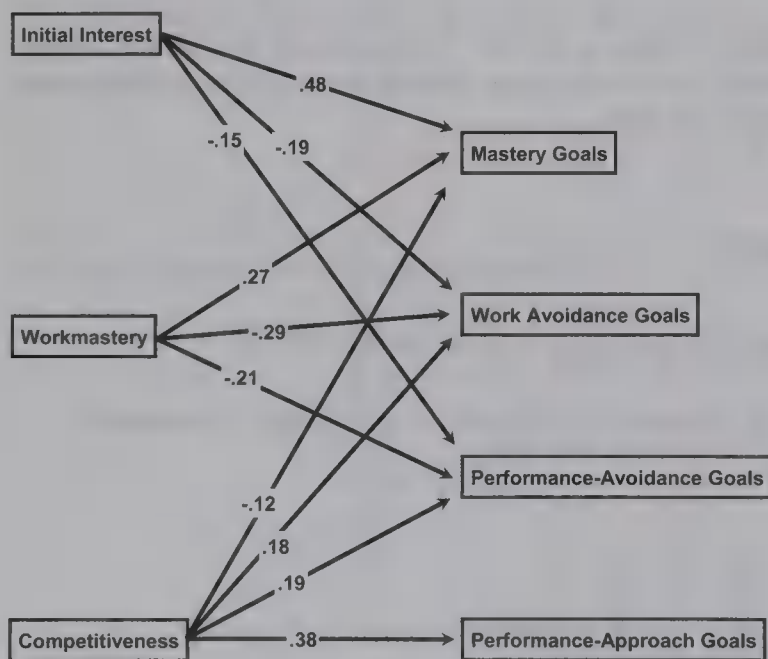 Initial Interest
.48
-.15
-.19
Mastery Goals
.27
Work Avoidance Goals
Workmastery
-.29
-.21
Performance-Avoidance Goals
-.12
.18
.19
Competitiveness
.38
Performance-Approach Goals